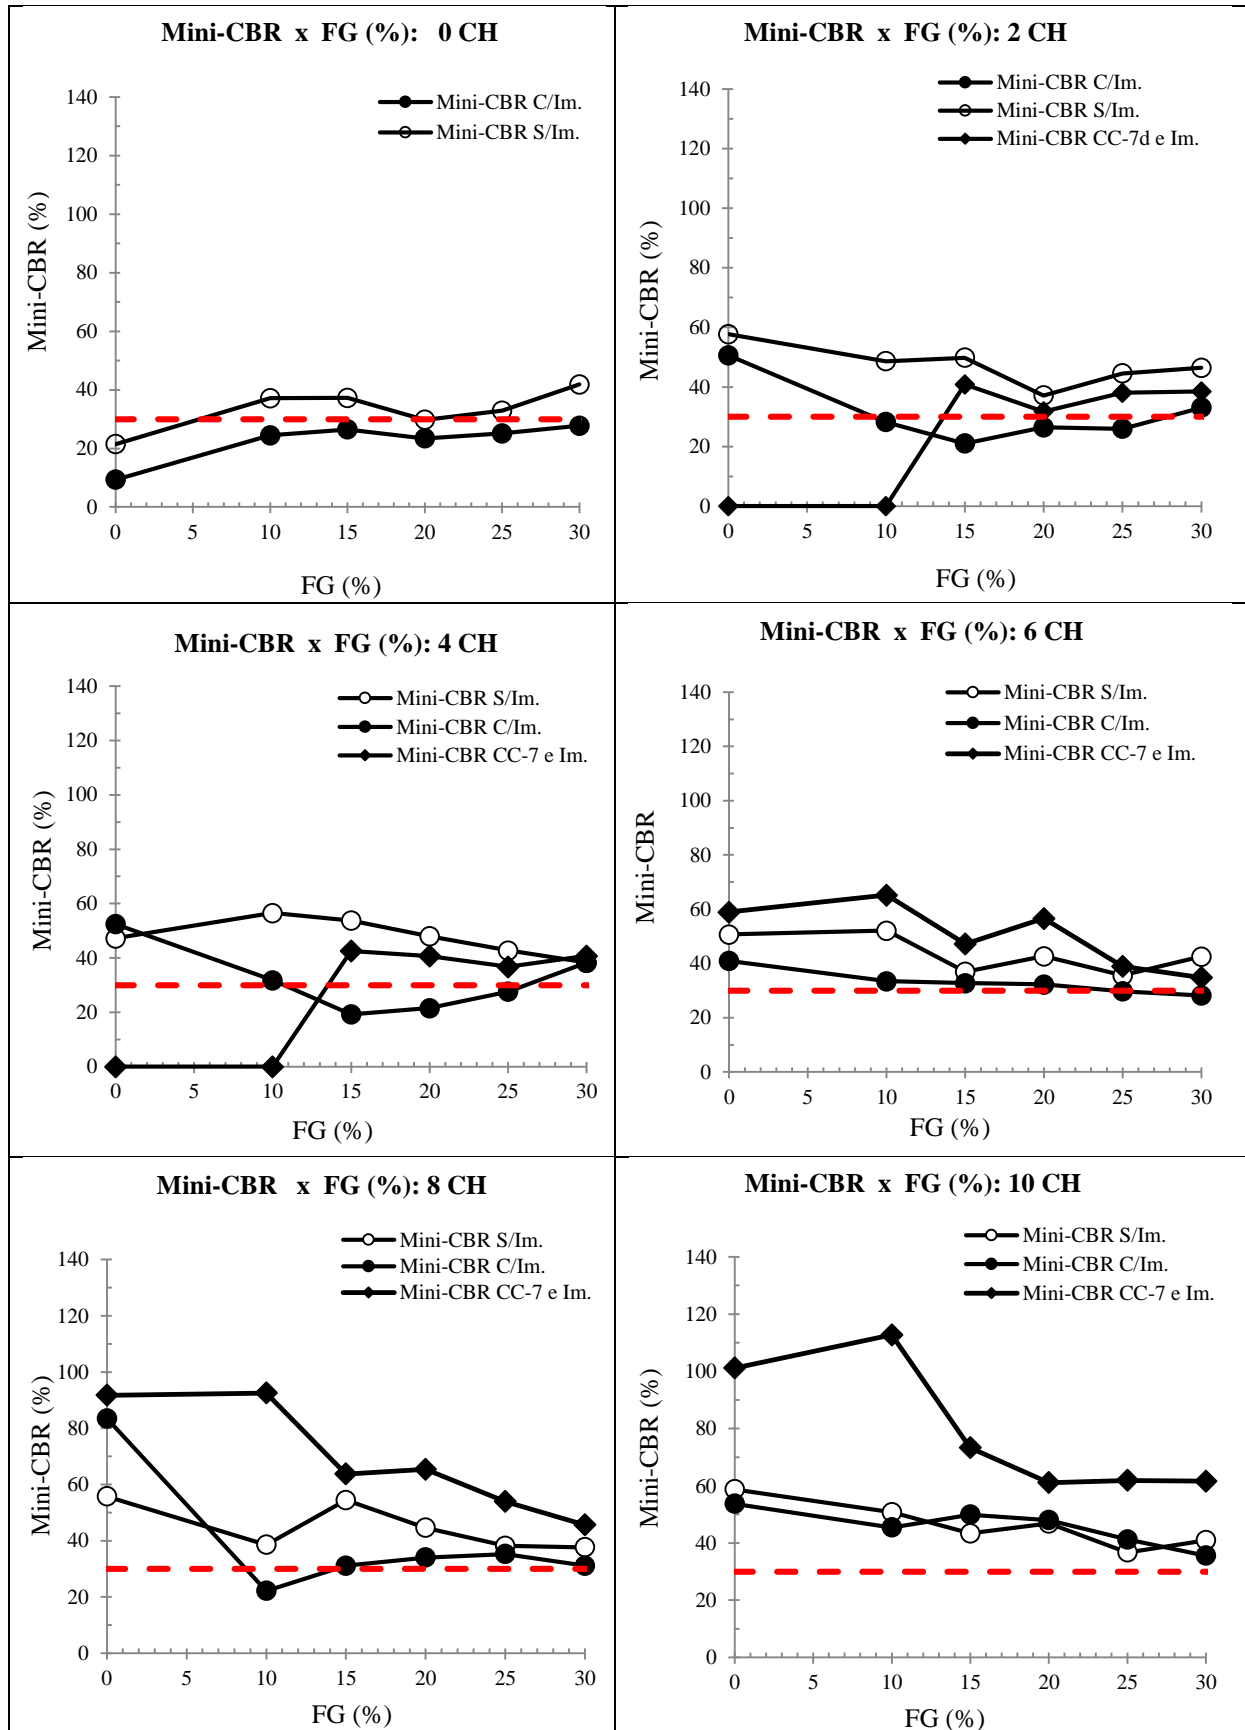 Mini-CBR x FG (%): 0 CH
Mini-CBR C/Im.
Mini-CBR S/Im.
Mini-CBR (%)
140
120
100
80
60
40
20
0
0 5 10 15 20 25 30
FG (%)
Mini-CBR x FG (%): 2 CH
Mini-CBR C/Im.
Mini-CBR S/Im.
Mini-CBR CC-7d e Im.
Mini-CBR (%)
140
120
100
80
60
40
20
0
0 5 10 15 20 25 30
FG (%)
Mini-CBR x FG (%): 4 CH
Mini-CBR S/Im.
Mini-CBR C/Im.
Mini-CBR CC-7 e Im.
Mini-CBR (%)
140
120
100
80
60
40
20
0
0 5 10 15 20 25 30
FG (%)
Mini-CBR x FG (%): 6 CH
Mini-CBR S/Im.
Mini-CBR C/Im.
Mini-CBR CC-7 e Im.
Mini-CBR
140
120
100
80
60
40
20
0
0 5 10 15 20 25 30
FG (%)
Mini-CBR x FG (%): 8 CH
Mini-CBR S/Im.
Mini-CBR C/Im.
Mini-CBR CC-7 e Im.
Mini-CBR (%)
140
120
100
80
60
40
20
0
0 5 10 15 20 25 30
FG (%)
Mini-CBR x FG (%): 10 CH
Mini-CBR S/Im.
Mini-CBR C/Im.
Mini-CBR CC-7 e Im.
Mini-CBR (%)
140
120
100
80
60
40
20
0
0 5 10 15 20 25 30
FG (%)